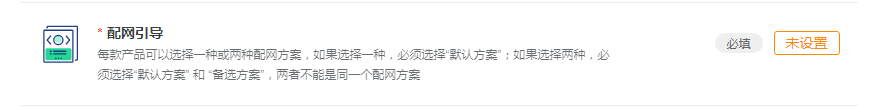 * 配网引导
每款产品可以选择一种或两种配网方案，如果选择一种，必须选择“默认方案”；如果选择两种，必
须选择“默认方案” 和 “备选方案”，两者不能是同一个配网方案
必填
未设置